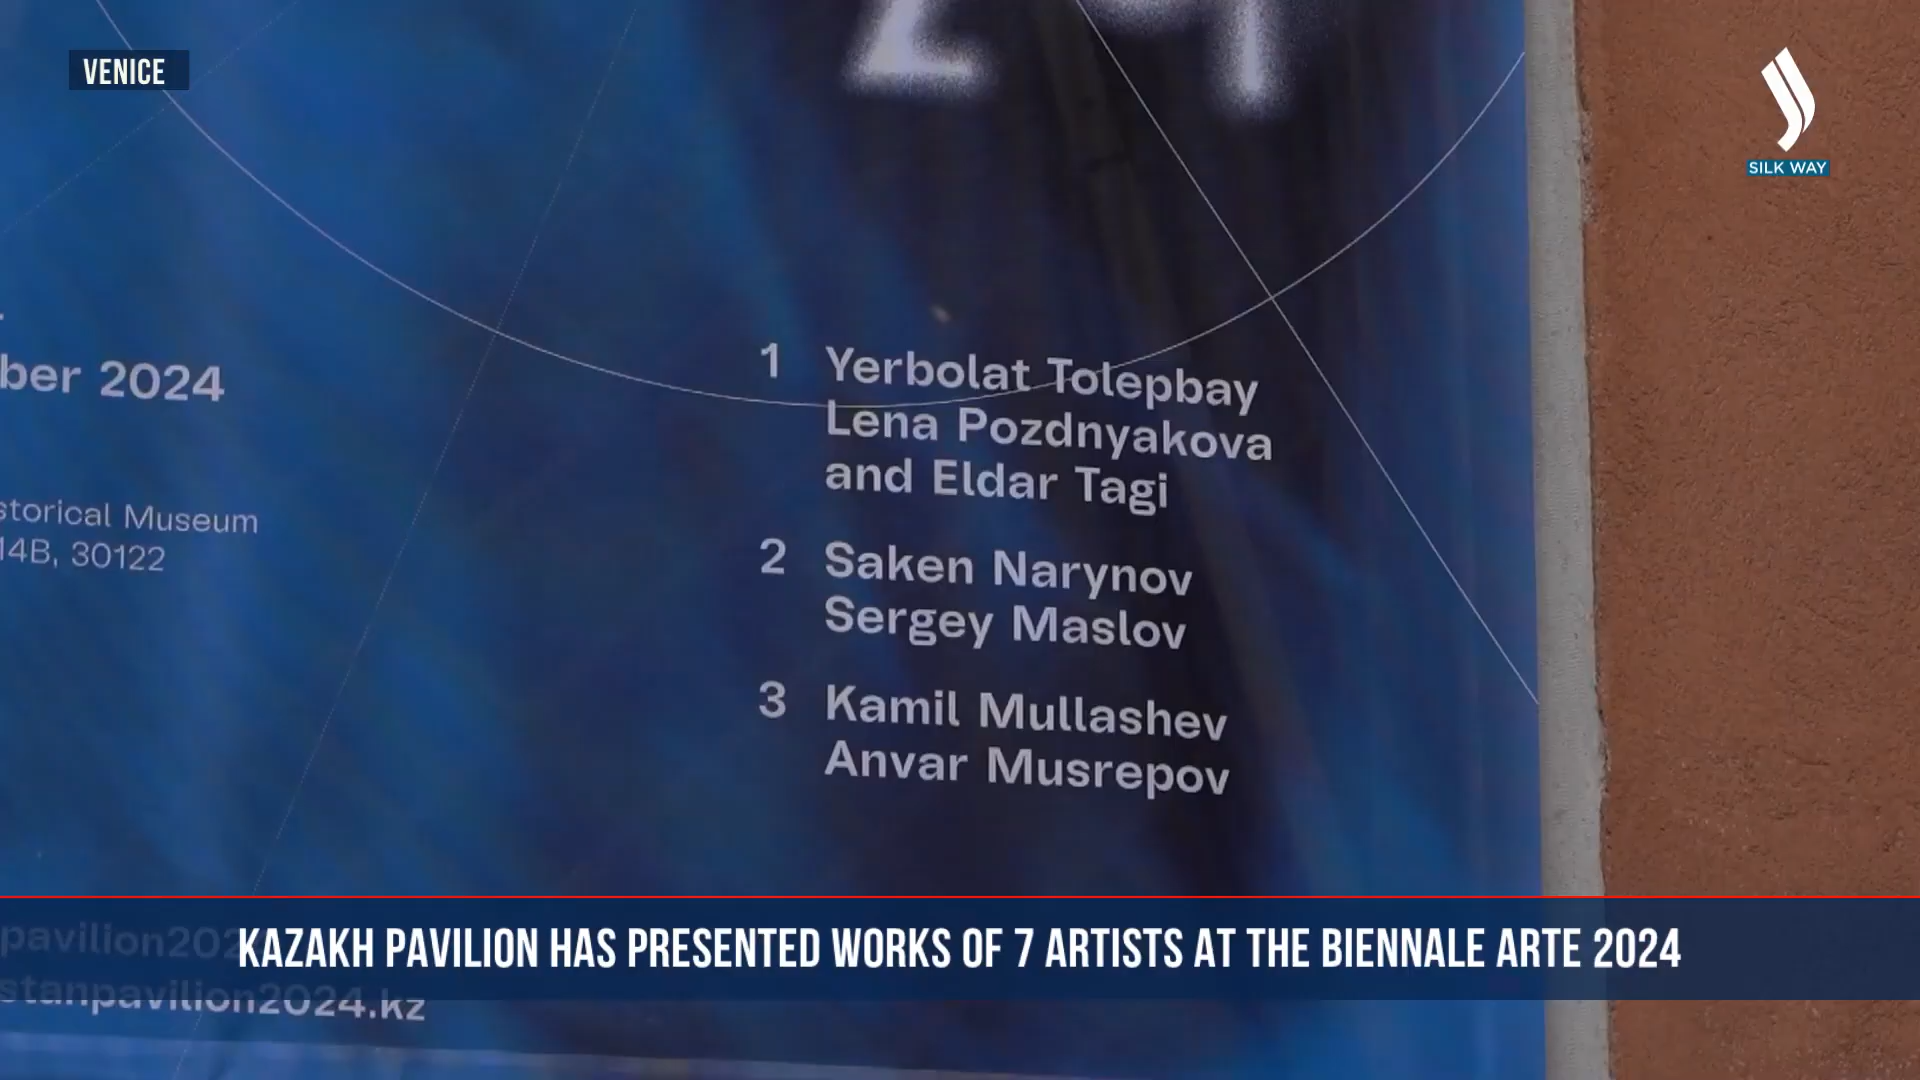 VENICE
SILK WAY
24
ber 2024
storical Museum
14B, 30122
1 Yerbolat Tolepbay
Lena Pozdnyakova
and Eldar Tagi
2 Saken Narynov
Sergey Maslov
3 Kamil Mullashev
Anvar Musrepov
pavilion202
KAZAKH PAVILION HAS PRESENTED WORKS OF 7 ARTISTS AT THE BIENNALE ARTE 2024
stanpavilion2024.kz